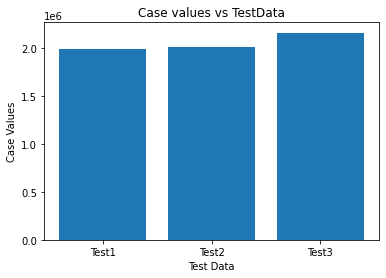 Case values vs TestData
1e6
2.0
1.5
1.0
0.5
0.0
Case Values
Test1 Test2 Test3
Test Data